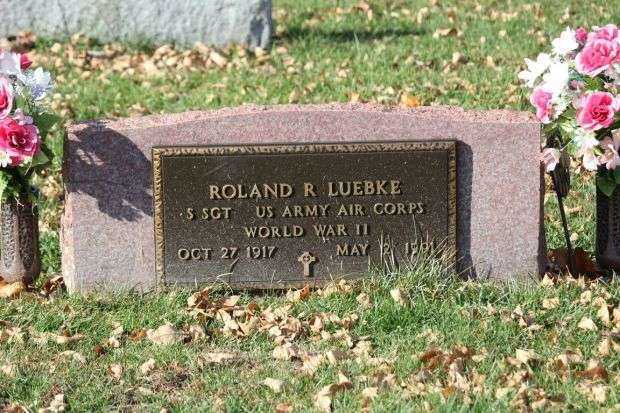 ROLAND R LUEBKE
S SGT US ARMY AIR CORPS
WORLD WAR II
OCT 27 1917 MAY